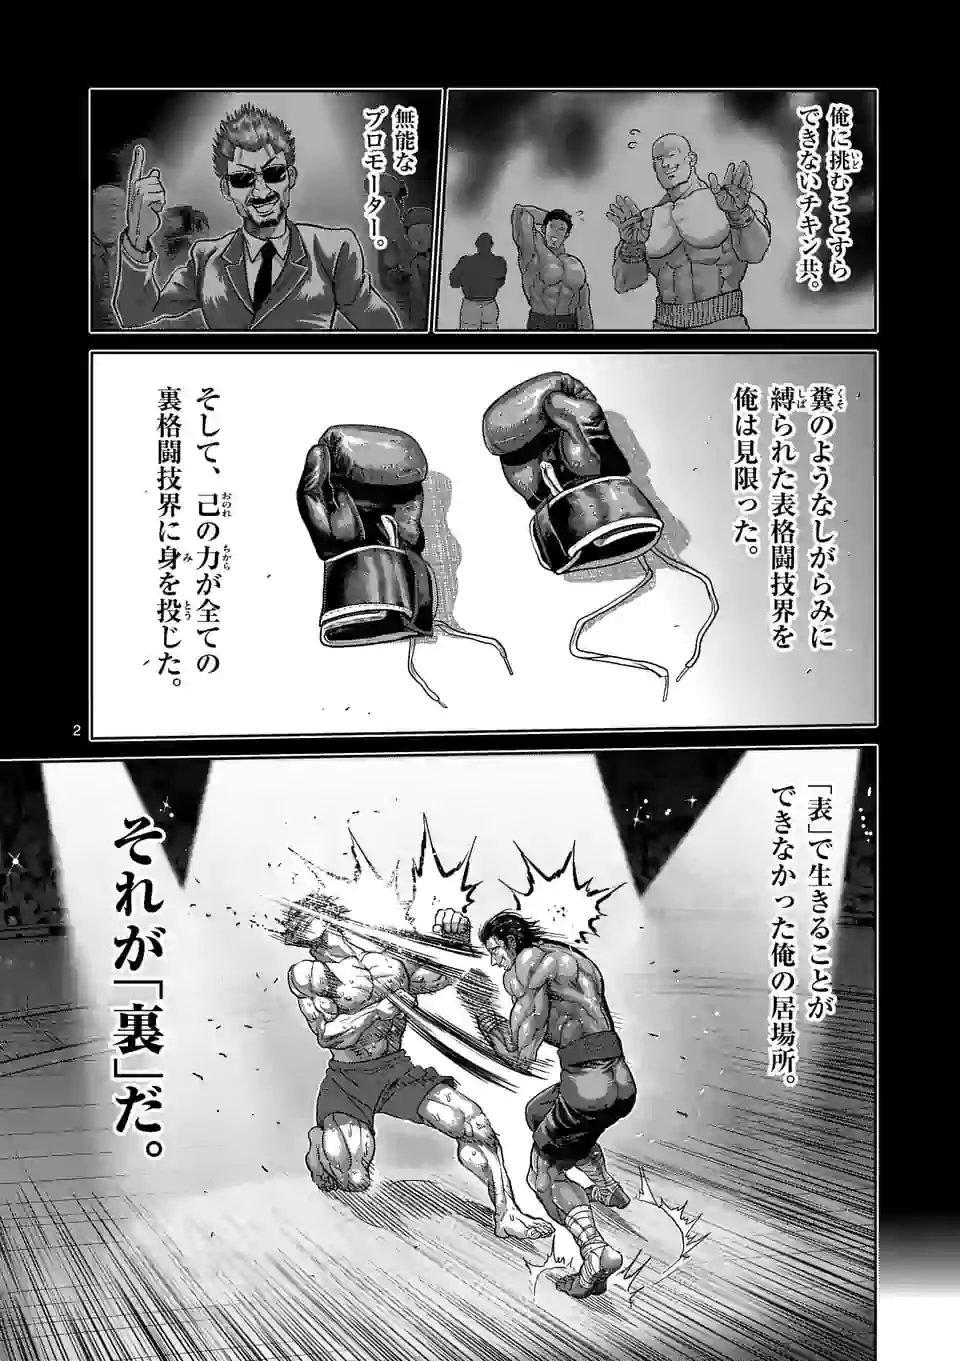 俺に挑むことすら
できないチキン共。
無能な
プロモーター。
糞のようなしがらみに
縛られた表格闘技界を
俺は見限った。
そして、己の力が全ての
裏格闘技界に身を投じた。
2
「表」で生きることが
できなかった俺の居場所。
それが「裏」だ。